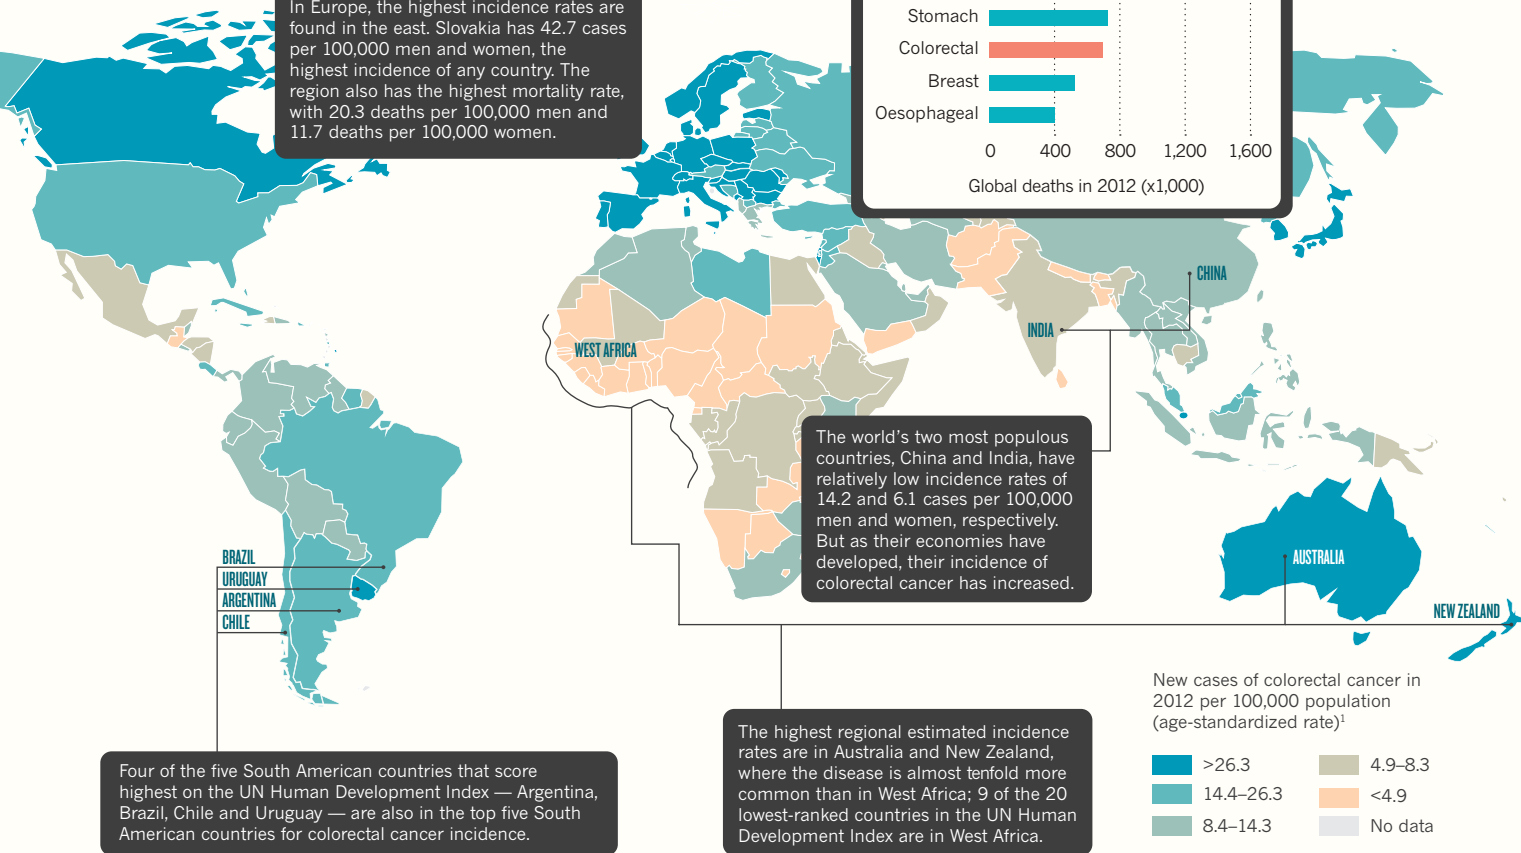 In Europe, the highest incidence rates are
found in the east. Slovakia has 42.7 cases
per 100,000 men and women, the
highest incidence of any country. The
region also has the highest mortality rate,
with 20.3 deaths per 100,000 men and
11.7 deaths per 100,000 women.
Stomach
Colorectal
Breast
Oesophageal
0 400 800 1,200 1,600
Global deaths in 2012 (x1,000)
CHINA
INDIA
WEST AFRICA
The world’s two most populous
countries, China and India, have
relatively low incidence rates of
14.2 and 6.1 cases per 100,000
men and women, respectively.
But as their economies have
developed, their incidence of
colorectal cancer has increased.
BRAZIL
URUGUAY
ARGENTINA
CHILE
AUSTRALIA
NEW ZEALAND
Four of the five South American countries that score
highest on the UN Human Development Index — Argentina,
Brazil, Chile and Uruguay — are also in the top five South
American countries for colorectal cancer incidence.
The highest regional estimated incidence
rates are in Australia and New Zealand,
where the disease is almost tenfold more
common than in West Africa; 9 of the 20
lowest-ranked countries in the UN Human
Development Index are in West Africa.
New cases of colorectal cancer in
2012 per 100,000 population
(age-standardized rate)¹
>26.3
14.4–26.3
8.4–14.3
4.9–8.3
<4.9
No data